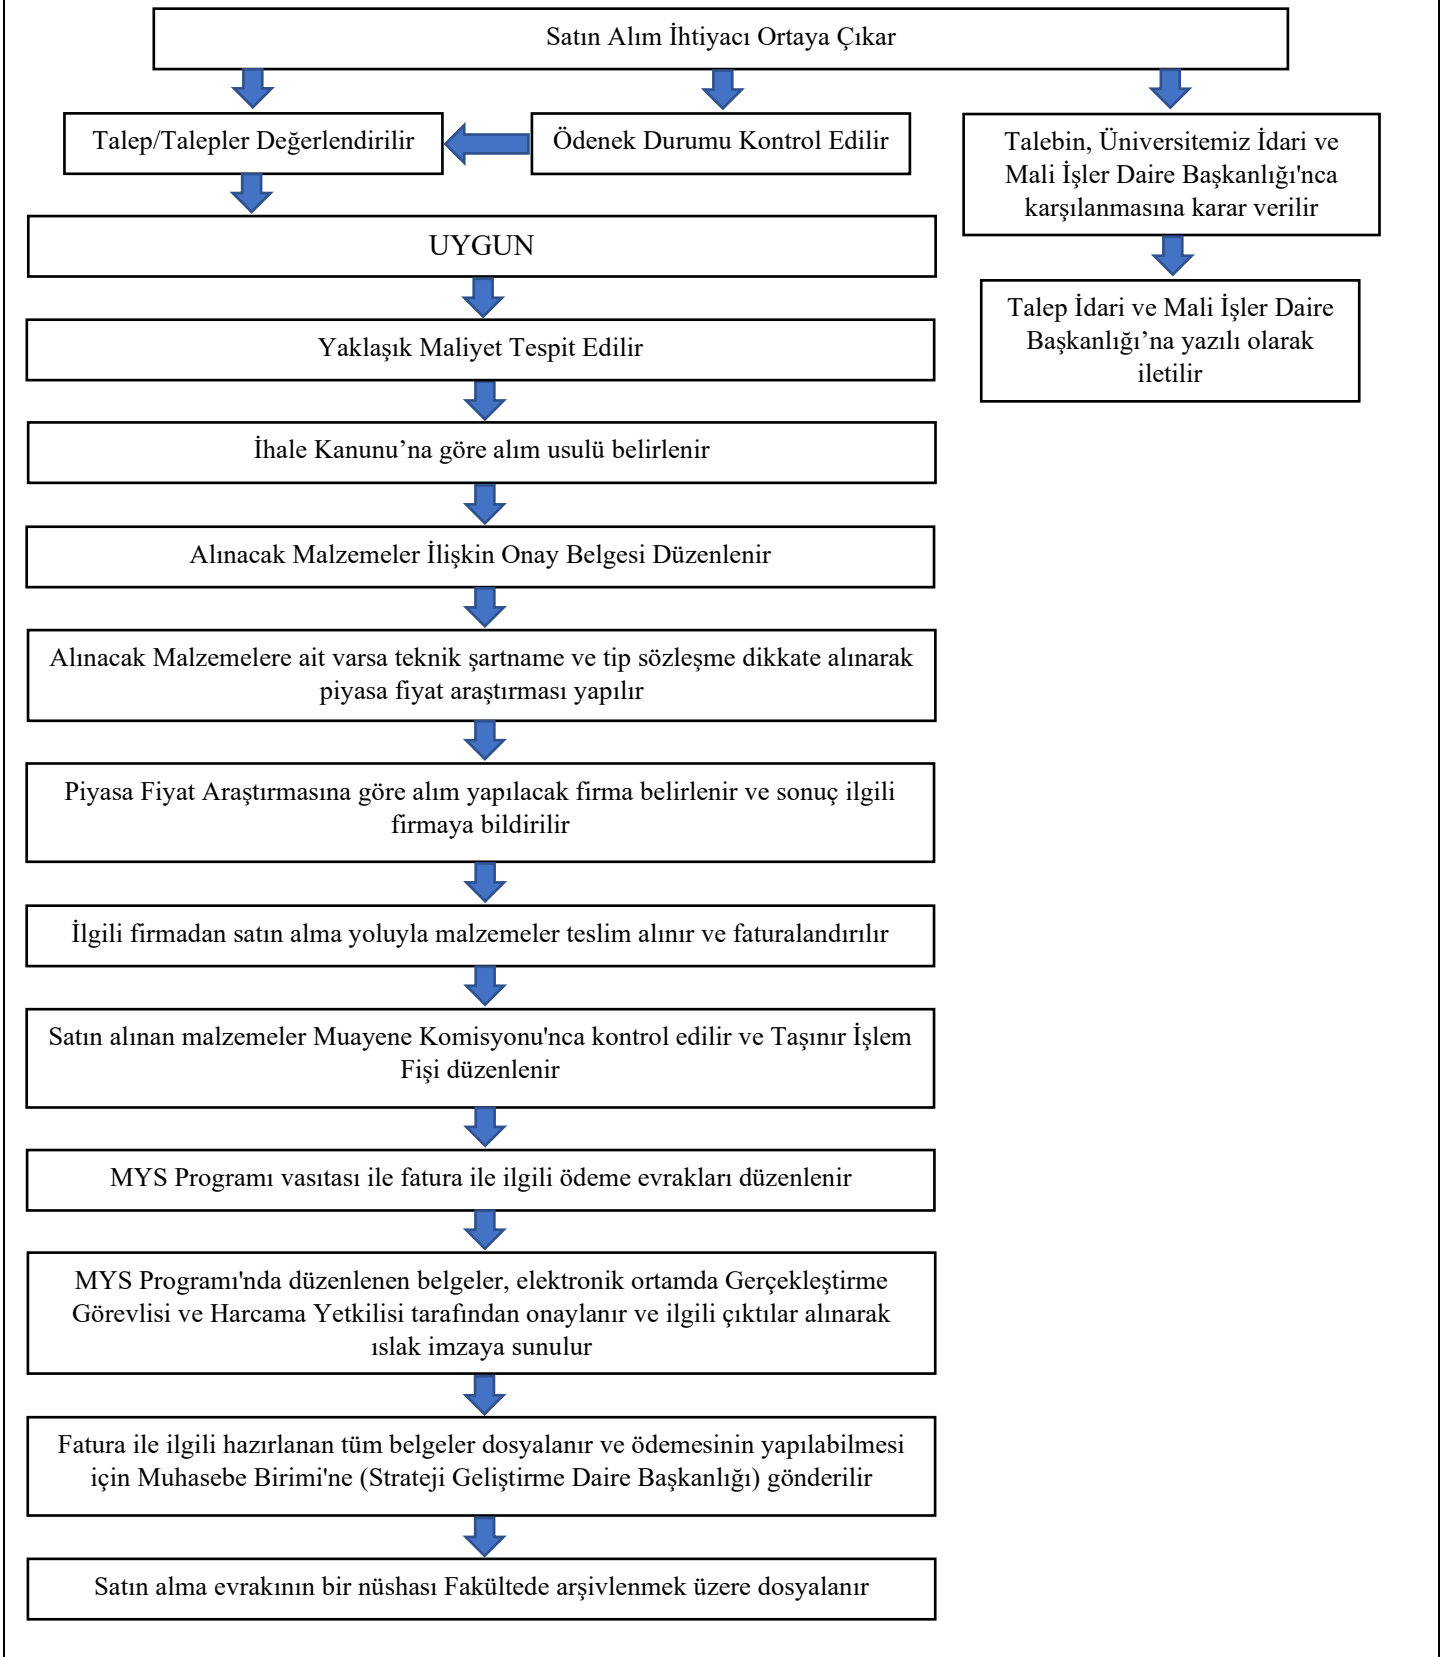 Satın Alım İhtiyacı Ortaya Çıkar
Talep/Talepler Değerlendirilir
Ödenek Durumu Kontrol Edilir
Talebin, Üniversitemiz İdari ve
Mali İşler Daire Başkanlığı'nca
karşılanmasına karar verilir
UYGUN
Talep İdari ve Mali İşler Daire
Başkanlığı’na yazılı olarak
iletilir
Yaklaşık Maliyet Tespit Edilir
İhale Kanunu’na göre alım usulü belirlenir
Alınacak Malzemeler İlişkin Onay Belgesi Düzenlenir
Alınacak Malzemelere ait varsa teknik şartname ve tip sözleşme dikkate alınarak
piyasa fiyat araştırması yapılır
Piyasa Fiyat Araştırmasına göre alım yapılacak firma belirlenir ve sonuç ilgili
firmaya bildirilir
İlgili firmadan satın alma yoluyla malzemeler teslim alınır ve faturalandırılır
Satın alınan malzemeler Muayene Komisyonu'nca kontrol edilir ve Taşınır İşlem
Fişi düzenlenir
MYS Programı vasıtası ile fatura ile ilgili ödeme evrakları düzenlenir
MYS Programı'nda düzenlenen belgeler, elektronik ortamda Gerçekleştirme
Görevlisi ve Harcama Yetkilisi tarafından onaylanır ve ilgili çıktılar alınarak
ıslak imzaya sunulur
Fatura ile ilgili hazırlanan tüm belgeler dosyalanır ve ödemesinin yapılabilmesi
için Muhasebe Birimi'ne (Strateji Geliştirme Daire Başkanlığı) gönderilir
Satın alma evrakının bir nüshası Fakültede arşivlenmek üzere dosyalanır